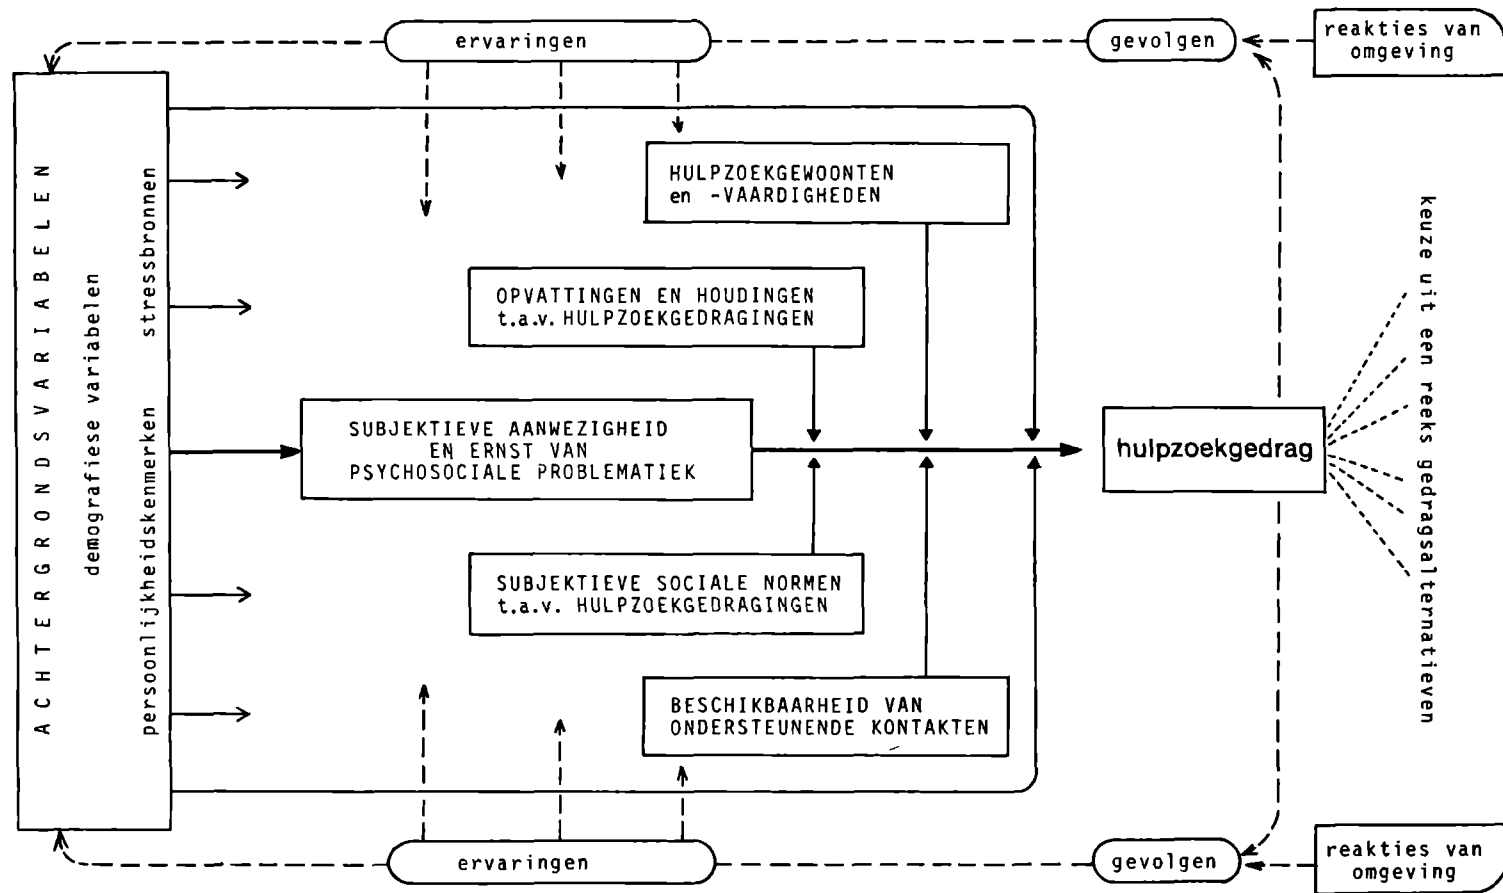 ervaringen
gevolgen
reakties van
omgeving
ACHTERGRONDSVARIABELEN
demografiese variabelen
persoonlijkheidskenmerken
stressbronnen
HULPZOEKGEWOONTEN
en -VAARDIGHEDEN
OPVATTINGEN EN HOUDINGEN
t.a.v. HULPZOEKGEDRAGINGEN
SUBJEKTIEVE AANWEZIGHEID
EN ERNST VAN
PSYCHOSOCIALE PROBLEMATIEK
hulpzoekgedrag
keuze uit een reeks gedragsalternatieven
SUBJEKTIEVE SOCIALE NORMEN
t.a.v. HULPZOEKGEDRAGINGEN
BESCHIKBAARHEID VAN
ONDERSTEUNENDE KONTAKTEN
ervaringen
gevolgen
reakties van
omgeving